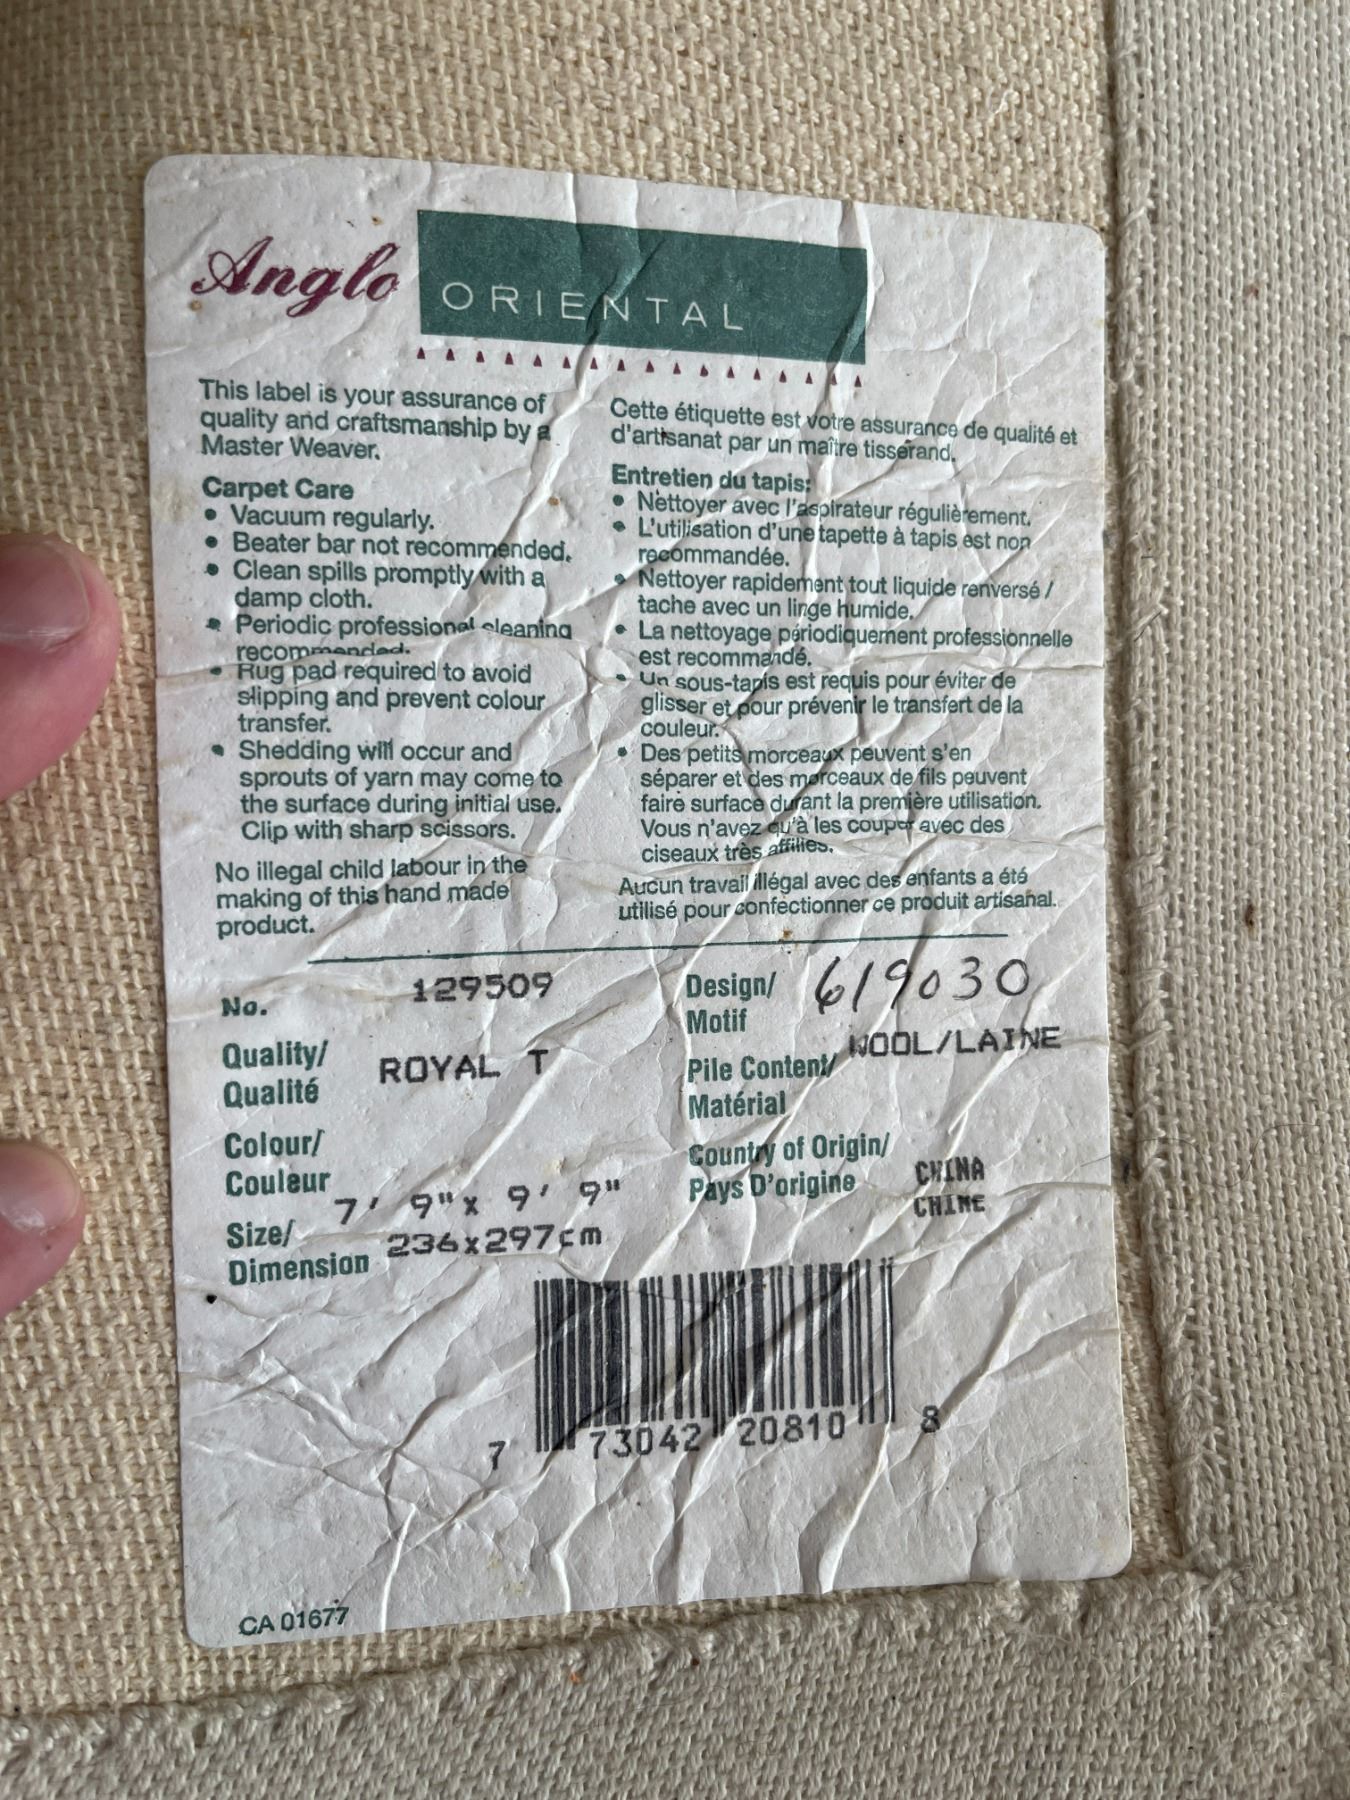 Anglo ORIENTAL
This label is your assurance of
quality and craftsmanship by a
Master Weaver.
Carpet Care
• Vacuum regularly.
• Beater bar not recommended.
• Clean spills promptly with a
damp cloth.
• Periodic professional cleaning
recommended.
• Rug pad required to avoid
slipping and prevent colour
transfer.
• Shedding will occur and
sprouts of yarn may come to
the surface during initial use.
Clip with sharp scissors.
No illegal child labour in the
making of this hand made
product.
Cette étiquette est votre assurance de qualité et
d'artisanat par un maître tisserand.
Entretien du tapis:
• Nettoyer avec l'aspirateur régulièrement.
• L'utilisation d'une tapette à tapis est non
recommandée.
• Nettoyer rapidement tout liquide renversé /
tache avec un linge humide.
• La nettoyage périodiquement professionnelle
est recommandé.
• Un sous-tapis est requis pour éviter de
glisser et pour prévenir le transfert de la
couleur.
• Des petits morceaux peuvent s'en
séparer et des morceaux de fils peuvent
faire surface durant la première utilisation.
Vous n'avez qu'à les couper avec des
ciseaux très affilies.
Aucun travail illégal avec des enfants a été
utilisé pour confectionner ce produit artisanal.
No. 129509
Quality/
Qualité ROYAL T
Colour/
Couleur
Size/
Dimension
7' 9"x 9' 9"
236x297cm
Design/
Motif 619030
Pile Content/
Matérial WOOL/LAINE
Country of Origin/
Pays D'origine
CHINA
CHINE
7 73042 20810 8
CA 01677